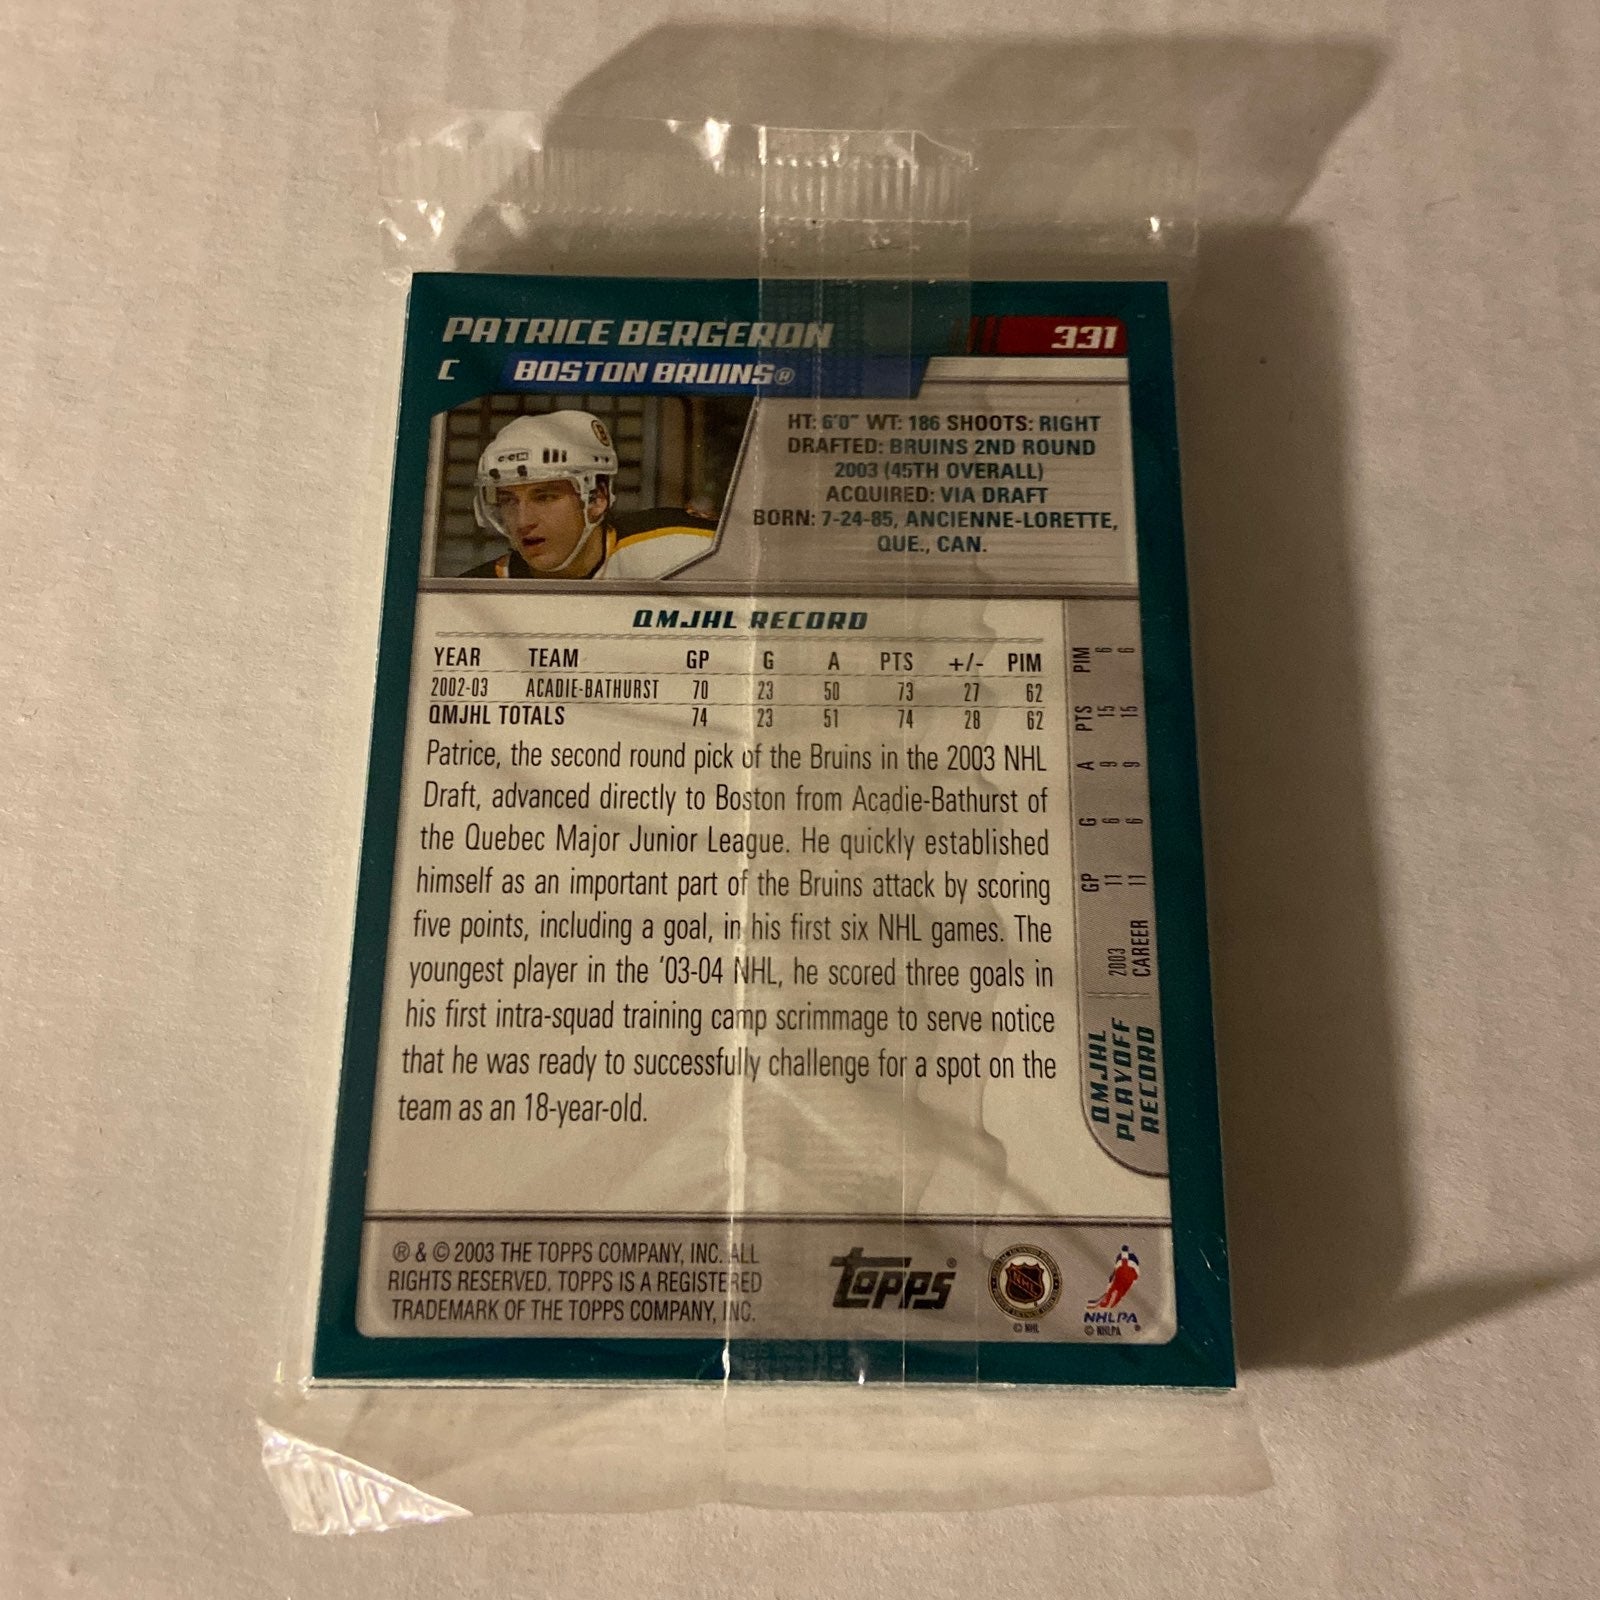 PATRICE BERGERON
331
C BOSTON BRUINS®
HT: 6'0" WT: 186 SHOOTS: RIGHT
DRAFTED: BRUINS 2ND ROUND
2003 (45TH OVERALL)
ACQUIRED: VIA DRAFT
BORN: 7-24-85, ANCIENNE-LORETTE,
QUE., CAN.
CCM
B
QMJHL RECORD
YEAR TEAM GP G A PTS +/- PIM
2002-03 ACADIE-BATHURST 70 23 50 73 27 62
QMJHL TOTALS 74 23 51 74 28 62
Patrice, the second round pick of the Bruins in the 2003 NHL
Draft, advanced directly to Boston from Acadie-Bathurst of
the Quebec Major Junior League. He quickly established
himself as an important part of the Bruins attack by scoring
five points, including a goal, in his first six NHL games. The
youngest player in the '03-04 NHL, he scored three goals in
his first intra-squad training camp scrimmage to serve notice
that he was ready to successfully challenge for a spot on the
team as an 18-year-old.
QMJHL
PLAYOFF
RECORD
GP G A PTS PIM
2003 11 6 9 15 6
CAREER 11 6 9 15 6
® & © 2003 THE TOPPS COMPANY, INC. ALL
RIGHTS RESERVED. TOPPS IS A REGISTERED
TRADEMARK OF THE TOPPS COMPANY, INC.
topps®
NHL
© NHL
NHLPA
© NHLPA ®